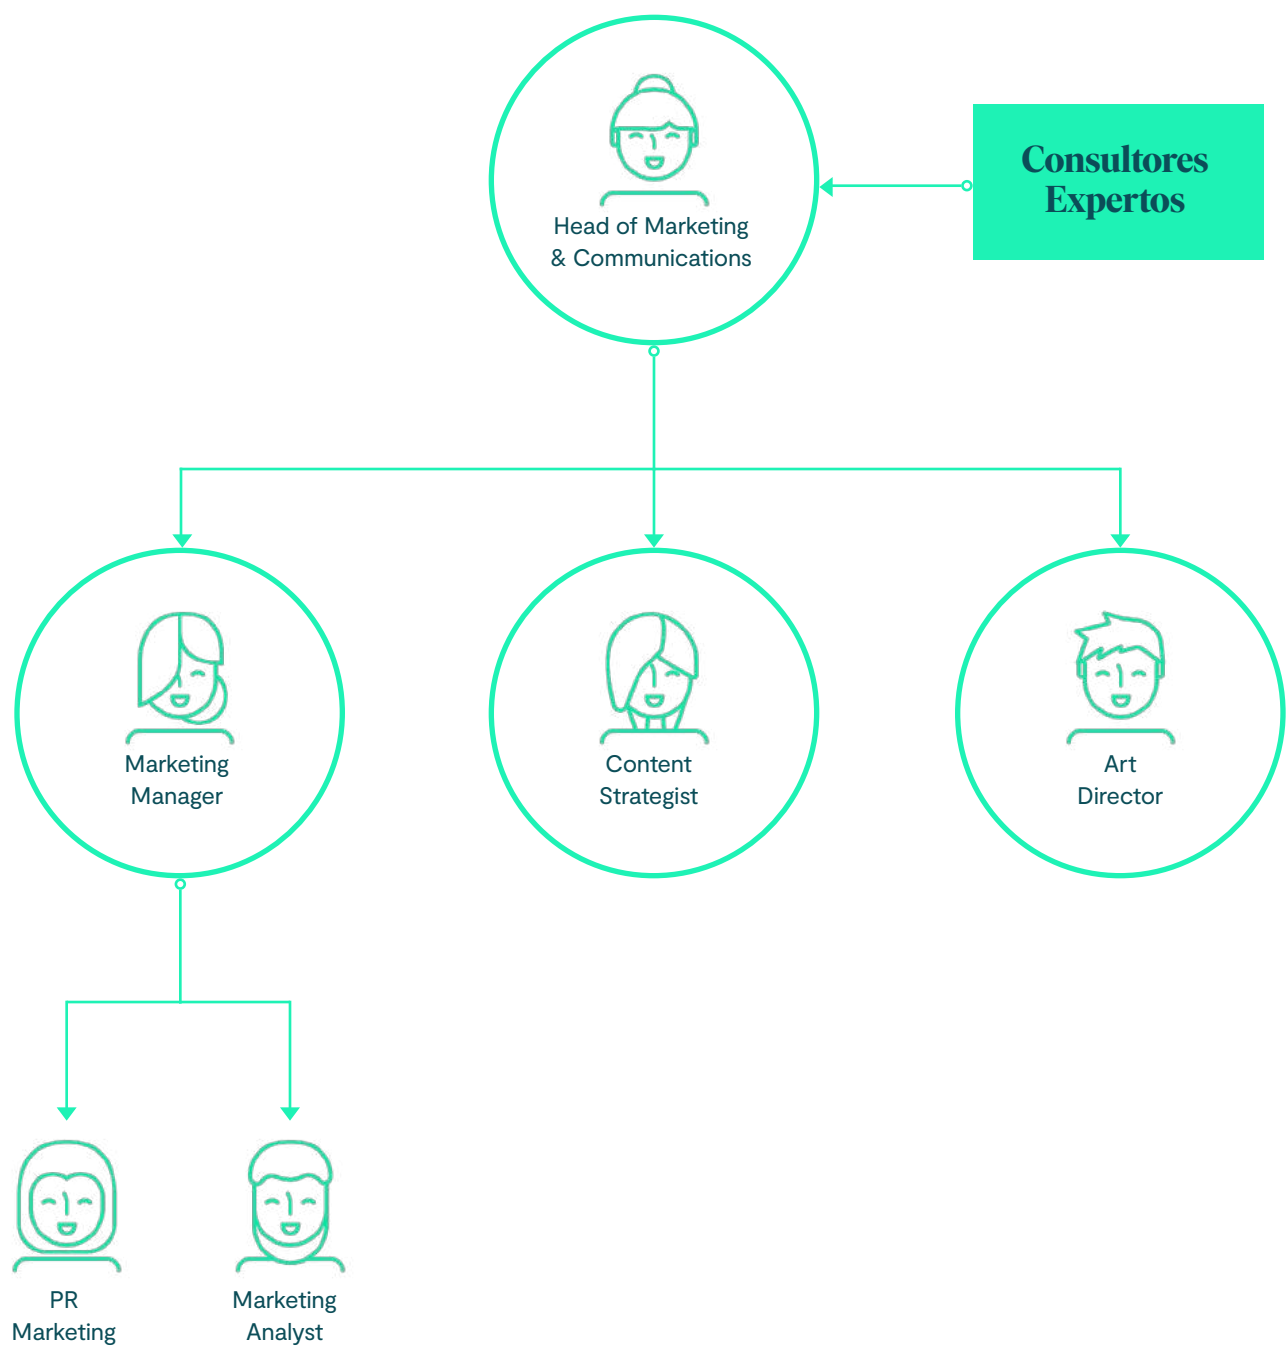 Head of Marketing
& Communications
Consultores
Expertos
Marketing
Manager
Content
Strategist
Art
Director
PR
Marketing
Marketing
Analyst